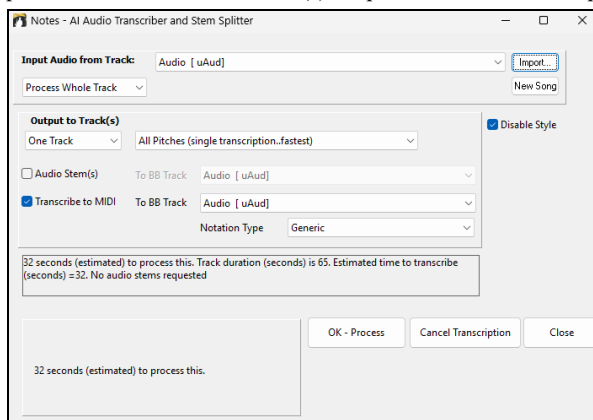 Notes - AI Audio Transcriber and Stem Splitter
Input Audio from Track: Audio [ uAud] Import...
Process Whole Track New Song
Output to Track(s)
Disable Style
One Track All Pitches (single transcription..fastest)
Audio Stem(s) To BB Track Audio [ uAud]
Transcribe to MIDI To BB Track Audio [ uAud]
Notation Type Generic
32 seconds (estimated) to process this. Track duration (seconds) is 65. Estimated time to transcribe
(seconds) =32. No audio stems requested
OK - Process Cancel Transcription Close
32 seconds (estimated) to process this.